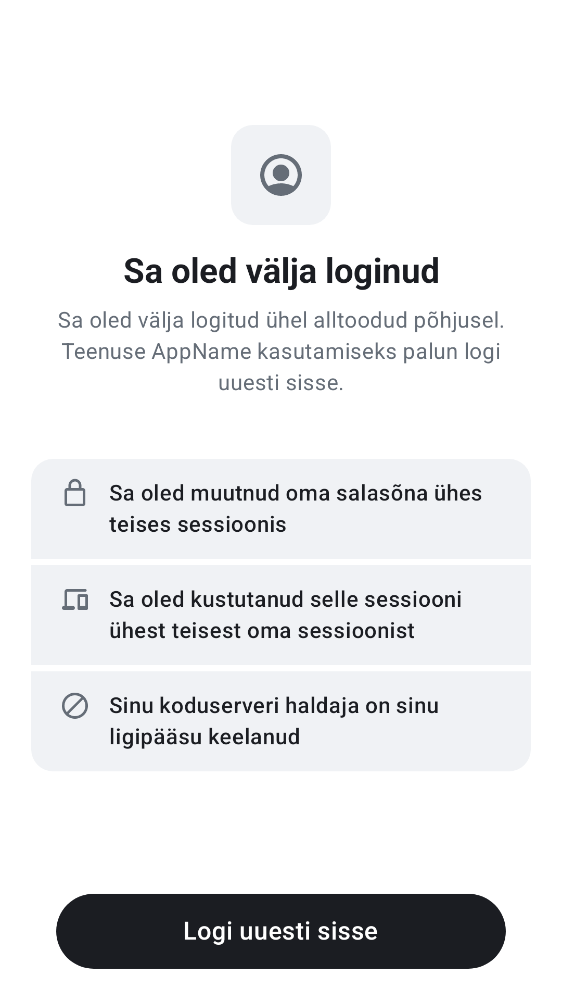 Sa oled välja loginud
Sa oled välja logitud ühel alltoodud põhjusel.
Teenuse AppName kasutamiseks palun logi
uuesti sisse.
Sa oled muutnud oma salasõna ühes
teises sessioonis
Sa oled kustutanud selle sessiooni
ühest teisest oma sessioonist
Sinu koduserveri haldaja on sinu
ligipääsu keelanud
Logi uuesti sisse